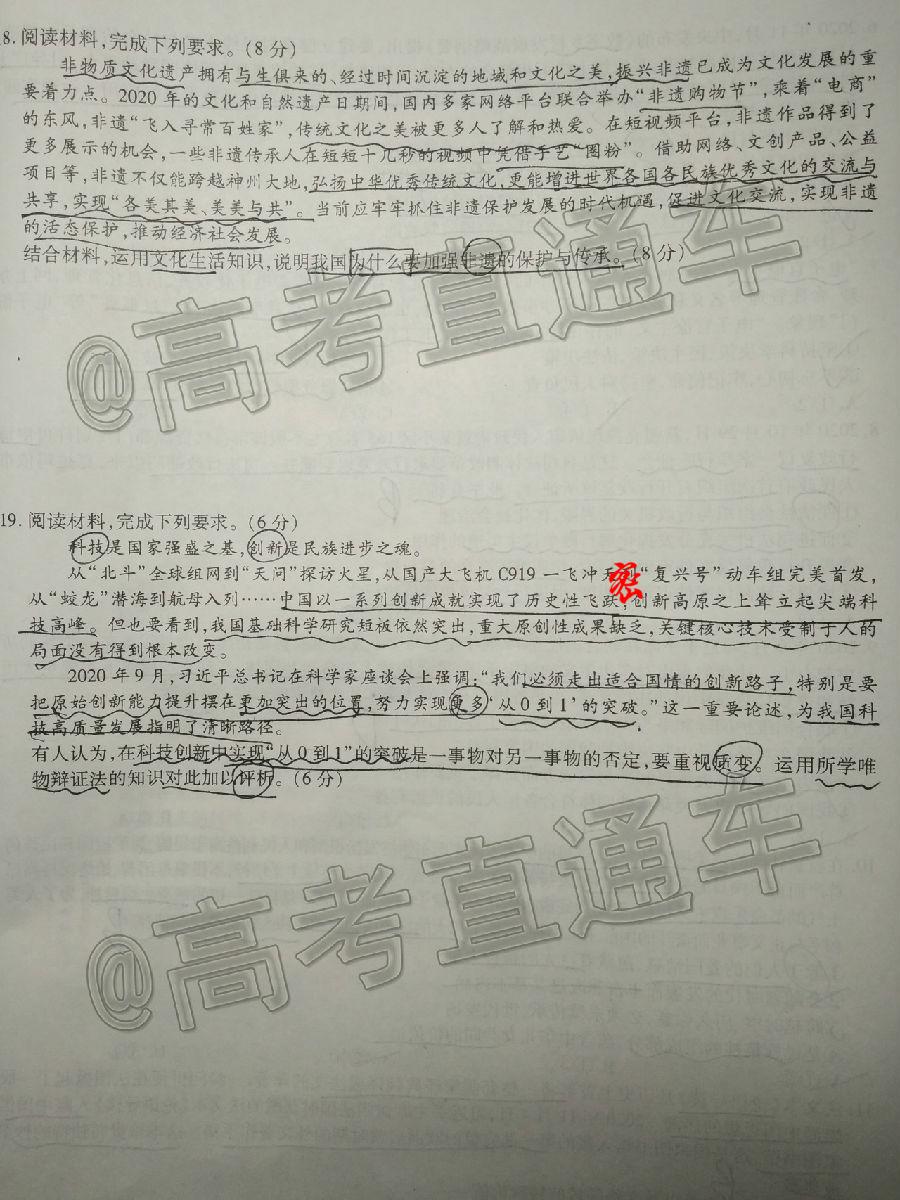 8. 阅读材料,完成下列要求。(8分)
非物质文化遗产拥有与生俱来的、经过时间沉淀的地域和文化之美,振兴非遗已成为文化发展的重
要着力点。2020年的文化和自然遗产日期间,国内多家网络平台联合举办“非遗购物节”,乘着“电商”
的东风,非遗“飞入寻常百姓家”,传统文化之美被更多人了解和热爱。在短视频平台,非遗作品得到了
更多展示的机会,一些非遗传承人在短短十几秒的视频中凭借手艺“圈粉”。借助网络、文创产品、公益
项目等,非遗不仅能跨越神州大地,弘扬中华优秀传统文化,更能增进世界各国各民族优秀文化的交流与
共享,实现“各美其美、美美与共”。当前应牢牢抓住非遗保护发展的时代机遇,促进文化交流,实现非遗
的活态保护,推动经济社会发展。
结合材料,运用文化生活知识,说明我国为什么要加强非遗的保护与传承。(8分)
@高考直通车
19. 阅读材料,完成下列要求。(6分)
科技是国家强盛之基,创新是民族进步之魂。
从“北斗”全球组网到“天问”探访火星,从国产大飞机C919一飞冲天 密 “复兴号”动车组完美首发,
从“蛟龙”潜海到航母入列……中国以一系列创新成就实现了历史性飞跃,创新高原之上耸立起尖端科
技高峰。但也要看到,我国基础科学研究短板依然突出,重大原创性成果缺乏,关键核心技术受制于人的
局面没有得到根本改变。
2020年9月,习近平总书记在科学家座谈会上强调:“我们必须走出适合国情的创新路子,特别是要
把原始创新能力提升摆在更加突出的位置,努力实现更多‘从0到1’的突破。”这一重要论述,为我国科
技高质量发展指明了清晰路径。
有人认为,在科技创新中实现“从0到1”的突破是一事物对另一事物的否定,要重视质变。运用所学唯
物辩证法的知识对此加以评析。(6分)
@高考直通车